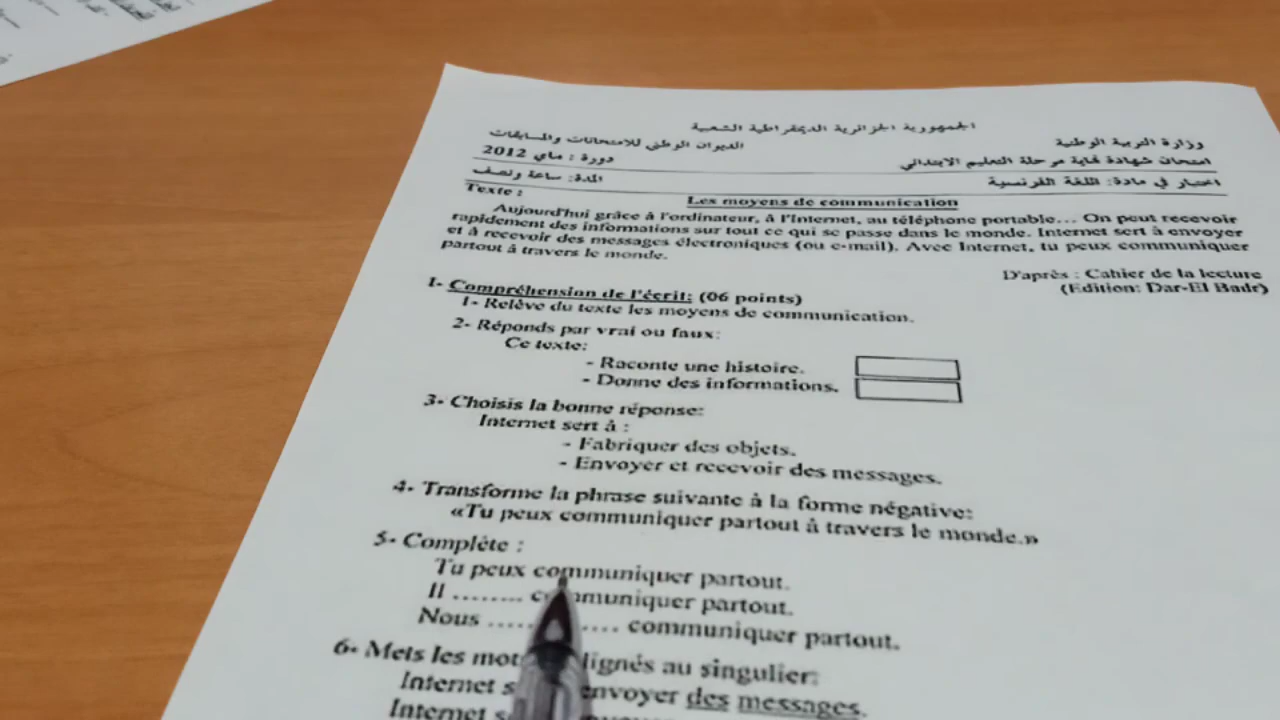 الجمهورية الجزائرية الديمقراطية الشعبية
وزارة التربية الوطنية
الديوان الوطني للامتحانات والمسابقات
امتحان شهادة نهاية مرحلة التعليم الابتدائي
دورة : ماي 2012
اختبار في مادة: اللغة الفرنسية
المدة: ساعة ونصف
Texte :
Les moyens de communication
Aujourd'hui grâce à l'ordinateur, à l'Internet, au téléphone portable... On peut recevoir
rapidement des informations sur tout ce qui se passe dans le monde. Internet sert à envoyer
et à recevoir des messages électroniques (ou e-mail). Avec Internet, tu peux communiquer
partout à travers le monde.
D'après : Cahier de la lecture
(Edition: Dar-El Badr)
I- Compréhension de l'écrit: (06 points)
1- Relève du texte les moyens de communication.
2- Réponds par vrai ou faux:
Ce texte:
- Raconte une histoire.
- Donne des informations.
3- Choisis la bonne réponse:
Internet sert à :
- Fabriquer des objets.
- Envoyer et recevoir des messages.
4- Transforme la phrase suivante à la forme négative:
«Tu peux communiquer partout à travers le monde.»
5- Complète :
Tu peux communiquer partout.
Il ........ communiquer partout.
Nous ............ communiquer partout.
6- Mets les mots lignés au singulier:
Internet s envoyer des messages.
Internet s